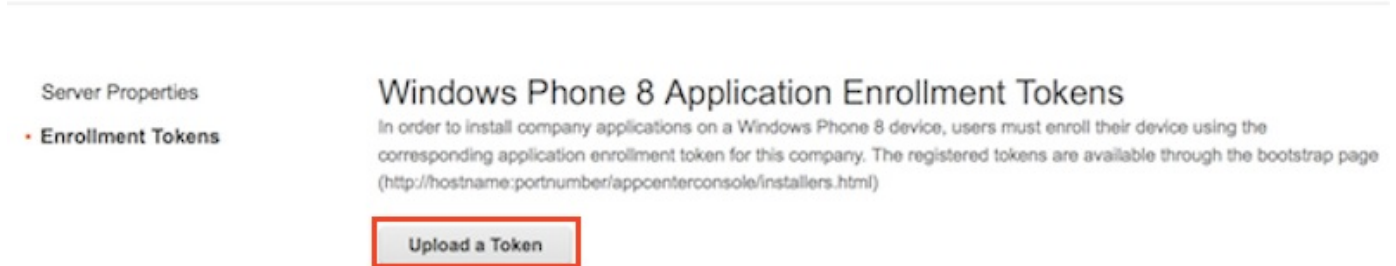 Server Properties
• Enrollment Tokens
Windows Phone 8 Application Enrollment Tokens
In order to install company applications on a Windows Phone 8 device, users must enroll their device using the
corresponding application enrollment token for this company. The registered tokens are available through the bootstrap page
(http://hostname:portnumber/appcenterconsole/installers.html)
Upload a Token